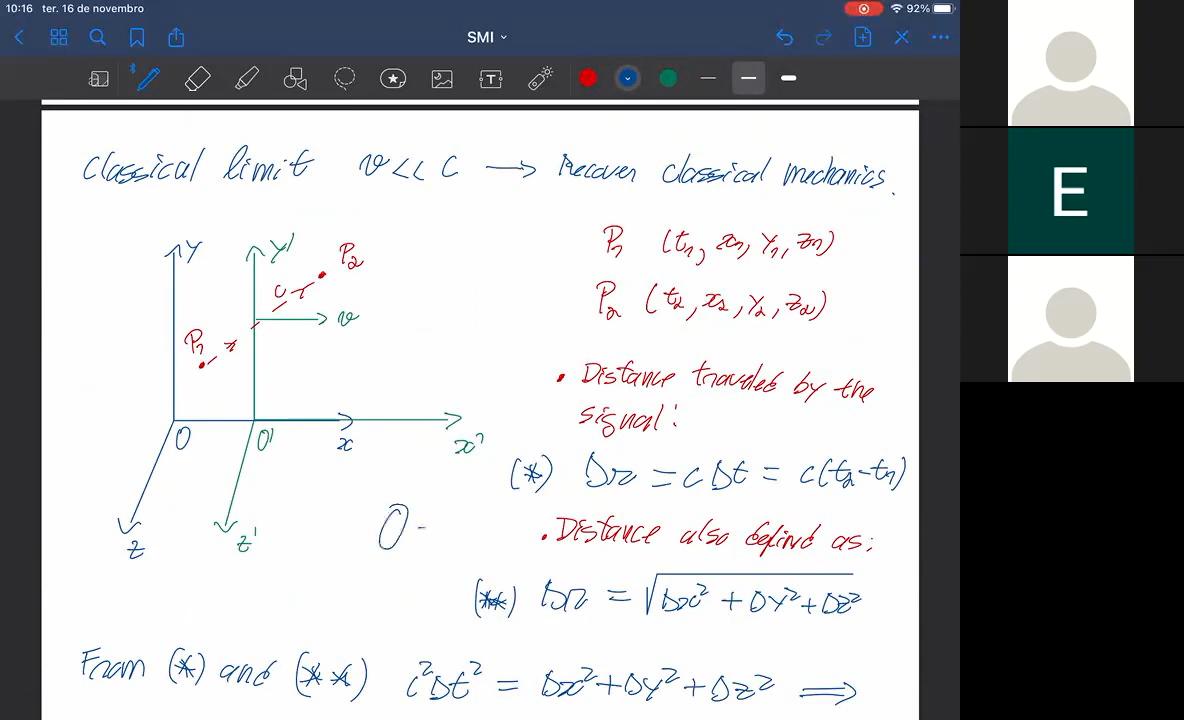 10:16 ter. 16 de novembro
92%
SMI
T
Classical limit v << c → Recover classical mechanics.
Y
Y'
P2
c
v
P1
O
O'
x
x'
z
z'
O -
P1 (t1, x1, y1, z1)
P2 (t2, x2, y2, z2)
• Distance traveled by the
signal:
(*) Δr = cΔt = c(t2-t1)
• Distance also defined as:
(**) Δr = √Δx² + Δy² + Δz²
From (*) and (**) c²Δt² = Δx² + Δy² + Δz² ⟹
E